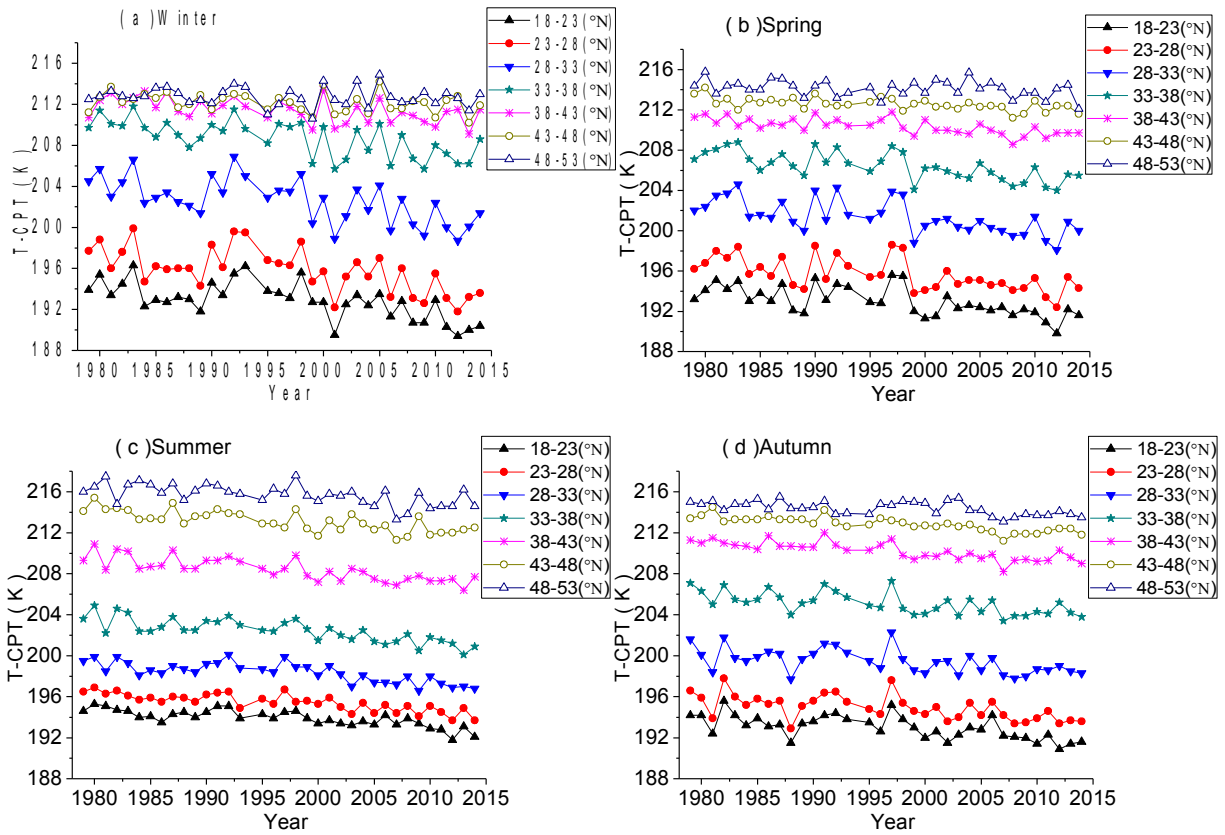 (a)Winter
18-23(°N)
23-28(°N)
28-33(°N)
33-38(°N)
38-43(°N)
43-48(°N)
48-53(°N)
216
212
208
204
200
196
192
188
T-CPT(K)
1980 1985 1990 1995 2000 2005 2010 2015
Year
(b)Spring
18-23(°N)
23-28(°N)
28-33(°N)
33-38(°N)
38-43(°N)
43-48(°N)
48-53(°N)
216
212
208
204
200
196
192
188
T-CPT(K)
1980 1985 1990 1995 2000 2005 2010 2015
Year
(c)Summer
18-23(°N)
23-28(°N)
28-33(°N)
33-38(°N)
38-43(°N)
43-48(°N)
48-53(°N)
216
212
208
204
200
196
192
188
T-CPT(K)
1980 1985 1990 1995 2000 2005 2010 2015
Year
(d)Autumn
18-23(°N)
23-28(°N)
28-33(°N)
33-38(°N)
38-43(°N)
43-48(°N)
48-53(°N)
216
212
208
204
200
196
192
188
T-CPT(K)
1980 1985 1990 1995 2000 2005 2010 2015
Year